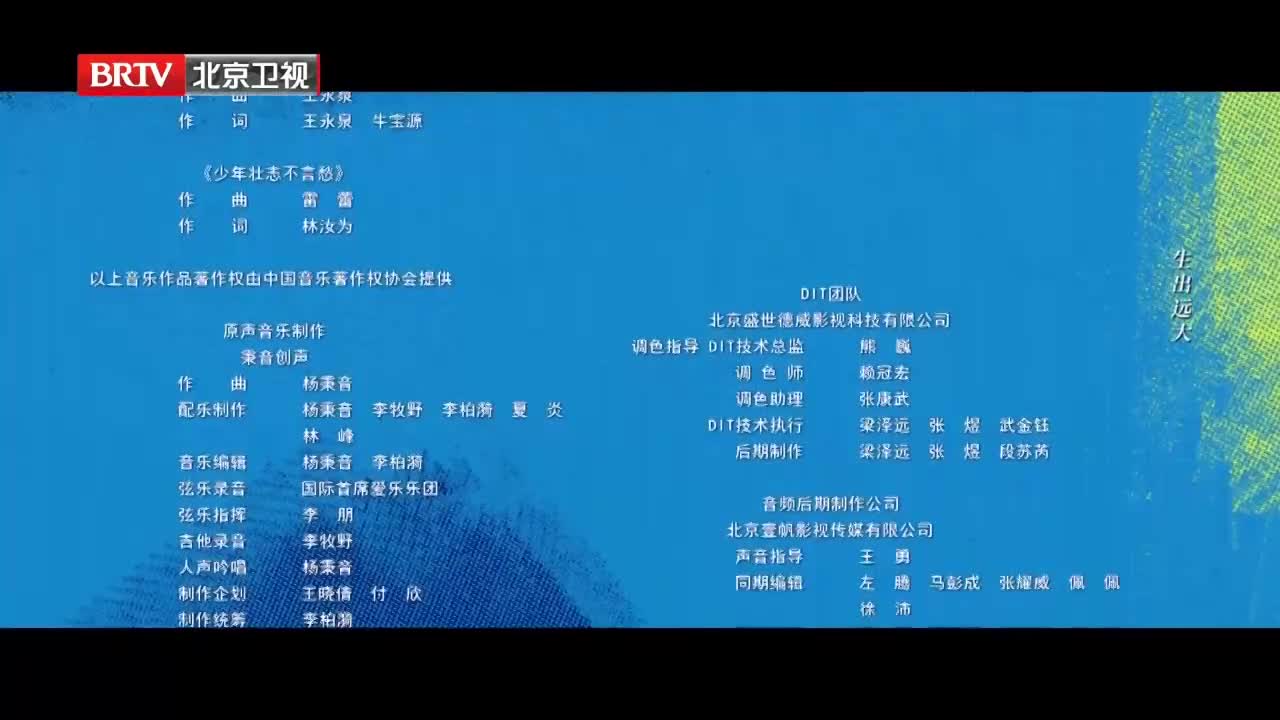 BRTV 北京卫视
作 曲 王永泉
作 词 王永泉 牛宝源
《少年壮志不言愁》
作 曲 雷 蕾
作 词 林汝为
以上音乐作品著作权由中国音乐著作权协会提供
原声音乐制作
秉音创声
作 曲 杨秉音
配乐制作 杨秉音 李牧野 李柏漪 夏 炎
林 峰
音乐编辑 杨秉音 李柏漪
弦乐录音 国际首席爱乐乐团
弦乐指挥 李 朋
吉他录音 李牧野
人声吟唱 杨秉音
制作企划 王晓倩 付 欣
制作统筹 李柏漪
DIT团队
北京盛世德威影视科技有限公司
调色指导 DIT技术总监 熊 巍
调 色 师 赖冠宏
调色助理 张庚武
DIT技术执行 梁泽远 张 煜 武金钰
后期制作 梁泽远 张 煜 段苏芮
音频后期制作公司
北京壹帆影视传媒有限公司
声音指导 王 勇
同期编辑 左 腾 马彭成 张耀威 佩 佩
徐 沛
生出远大